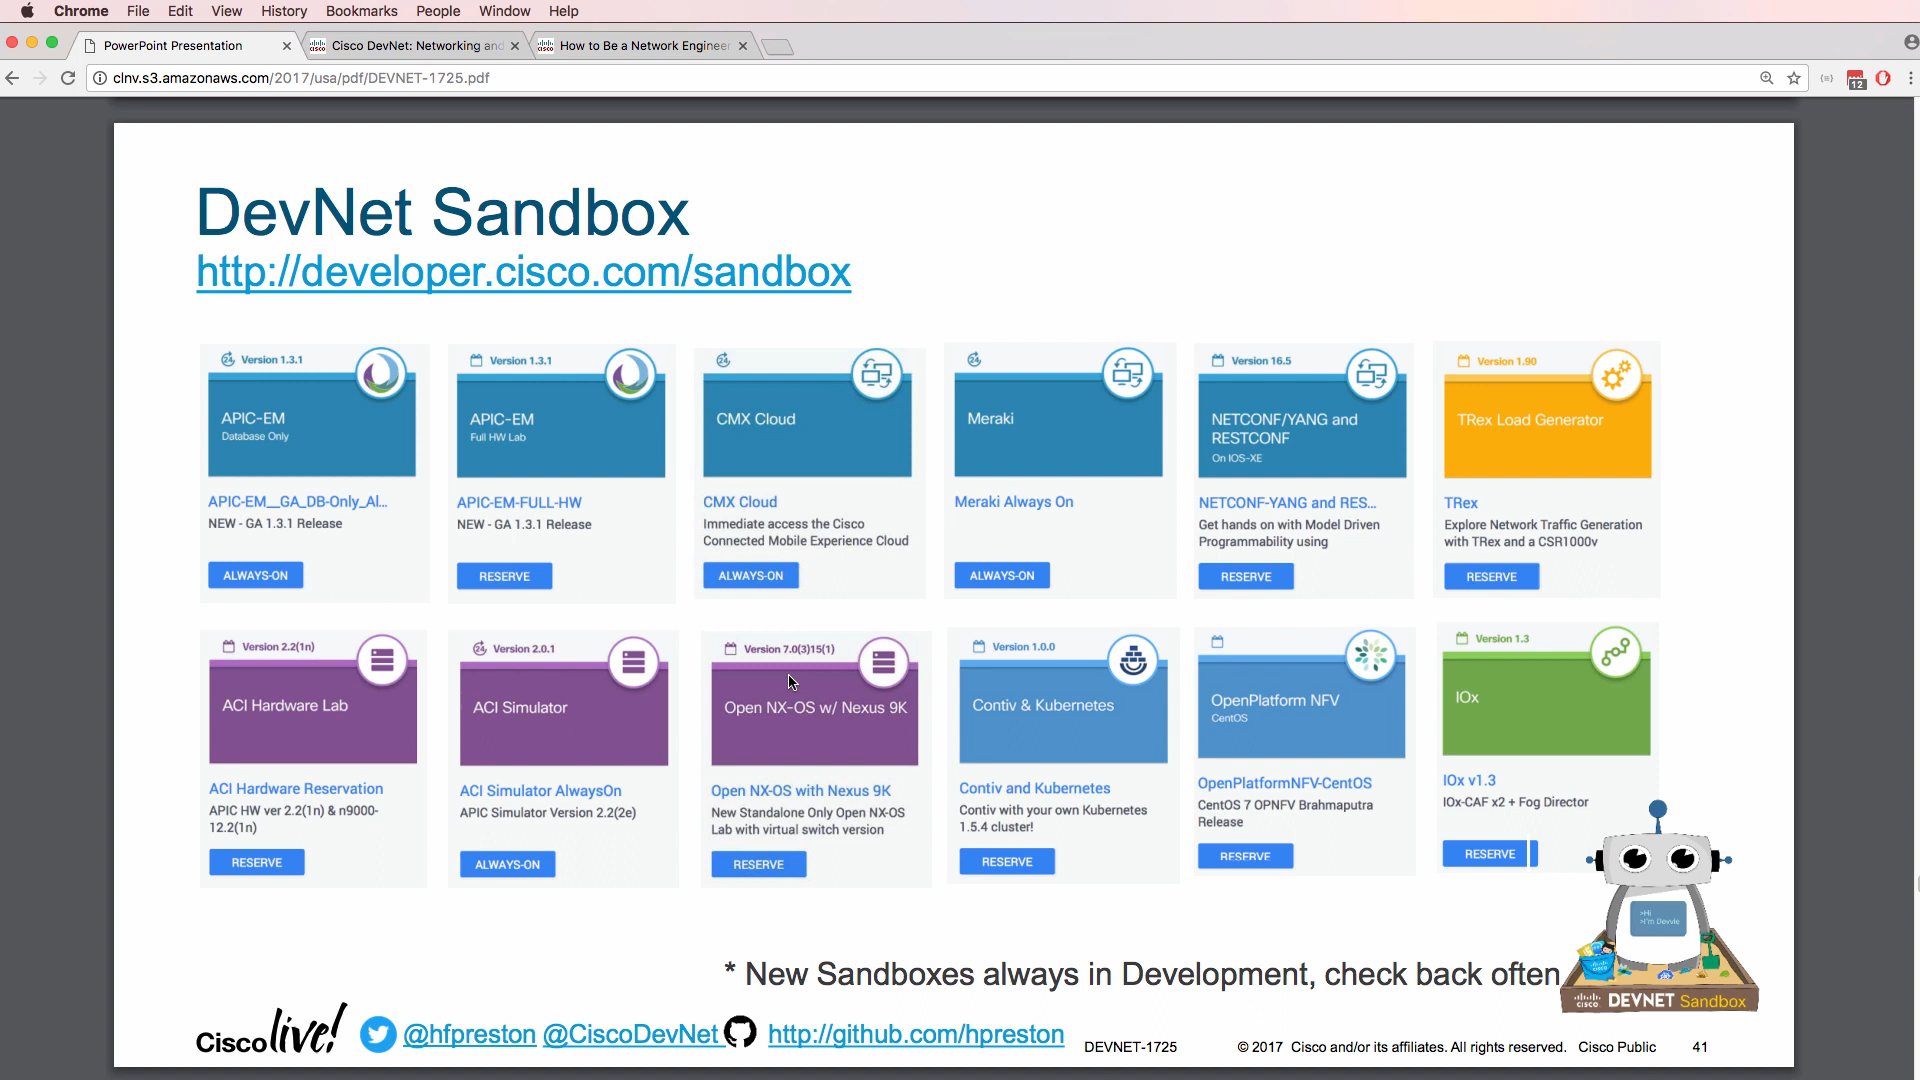 Chrome File Edit View History Bookmarks People Window Help
PowerPoint Presentation
Cisco DevNet: Networking and
How to Be a Network Engineer
clnv.s3.amazonaws.com/2017/usa/pdf/DEVNET-1725.pdf
12
DevNet Sandbox
http://developer.cisco.com/sandbox
24 Version 1.3.1
APIC-EM
Database Only
APIC-EM__GA_DB-Only_Al...
NEW - GA 1.3.1 Release
ALWAYS-ON
Version 1.3.1
APIC-EM
Full HW Lab
APIC-EM-FULL-HW
NEW - GA 1.3.1 Release
RESERVE
24
CMX Cloud
CMX Cloud
Immediate access the Cisco
Connected Mobile Experience Cloud
ALWAYS-ON
24
Meraki
Meraki Always On
ALWAYS-ON
Version 16.5
NETCONF/YANG and
RESTCONF
On IOS-XE
NETCONF-YANG and RES...
Get hands on with Model Driven
Programmability using
RESERVE
Version 1.90
TRex Load Generator
TRex
Explore Network Traffic Generation
with TRex and a CSR1000v
RESERVE
Version 2.2(1n)
ACI Hardware Lab
ACI Hardware Reservation
APIC HW ver 2.2(1n) & n9000-
12.2(1n)
RESERVE
24 Version 2.0.1
ACI Simulator
ACI Simulator AlwaysOn
APIC Simulator Version 2.2(2e)
ALWAYS-ON
Version 7.0(3)15(1)
Open NX-OS w/ Nexus 9K
Open NX-OS with Nexus 9K
New Standalone Only Open NX-OS
Lab with virtual switch version
RESERVE
Version 1.0.0
Contiv & Kubernetes
Contiv and Kubernetes
Contiv with your own Kubernetes
1.5.4 cluster!
RESERVE
OpenPlatform NFV
CentOS
OpenPlatformNFV-CentOS
CentOS 7 OPNFV Brahmaputra
Release
RESERVE
Version 1.3
IOx
IOx v1.3
IOx-CAF x2 + Fog Director
RESERVE
>Hi
>I'm Devvie
* New Sandboxes always in Development, check back often
cisco DEVNET Sandbox
Cisco live!
@hfpreston @CiscoDevNet
http://github.com/hpreston
DEVNET-1725
© 2017 Cisco and/or its affiliates. All rights reserved. Cisco Public
41